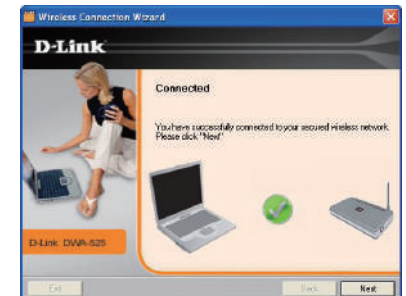 Wireless Connection Wizard
D-Link
Connected
You have successfully connected to your secured wireless network.
Please click "Next"
D-Link DWA-525
Exit
Back
Next